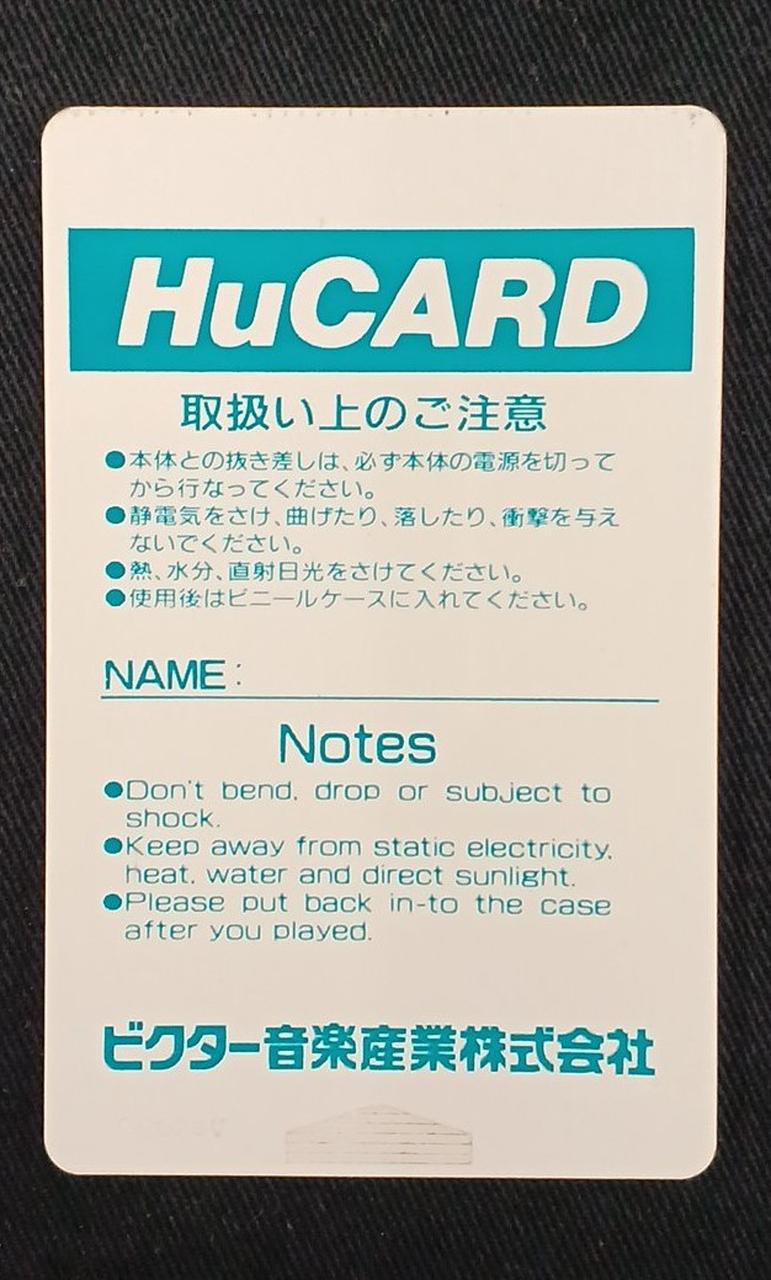 HuCARD
取扱い上のご注意
●本体との抜き差しは、必ず本体の電源を切って
から行なってください。
●静電気をさけ、曲げたり、落したり、衝撃を与え
ないでください。
●熱、水分、直射日光をさけてください。
●使用後はビニールケースに入れてください。
NAME:
Notes
●Don't bend, drop or subject to
shock.
●Keep away from static electricity,
heat, water and direct sunlight.
●Please put back in-to the case
after you played.
ビクター音楽産業株式会社